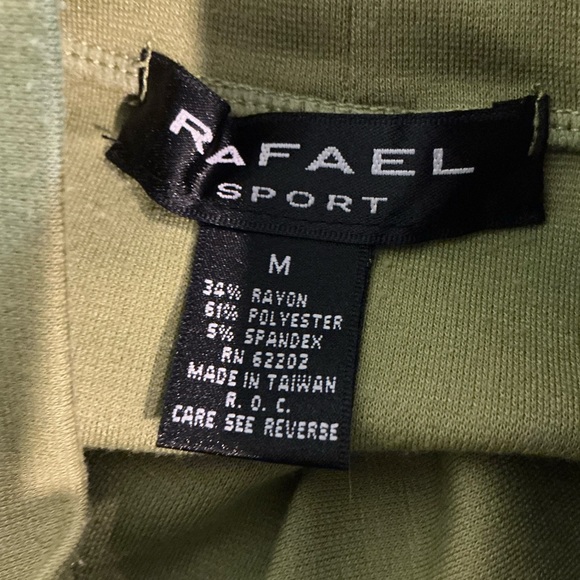 RAFAEL
SPORT
M
34% RAYON
61% POLYESTER
5% SPANDEX
RN 62202
MADE IN TAIWAN
R. O. C.
CARE SEE REVERSE